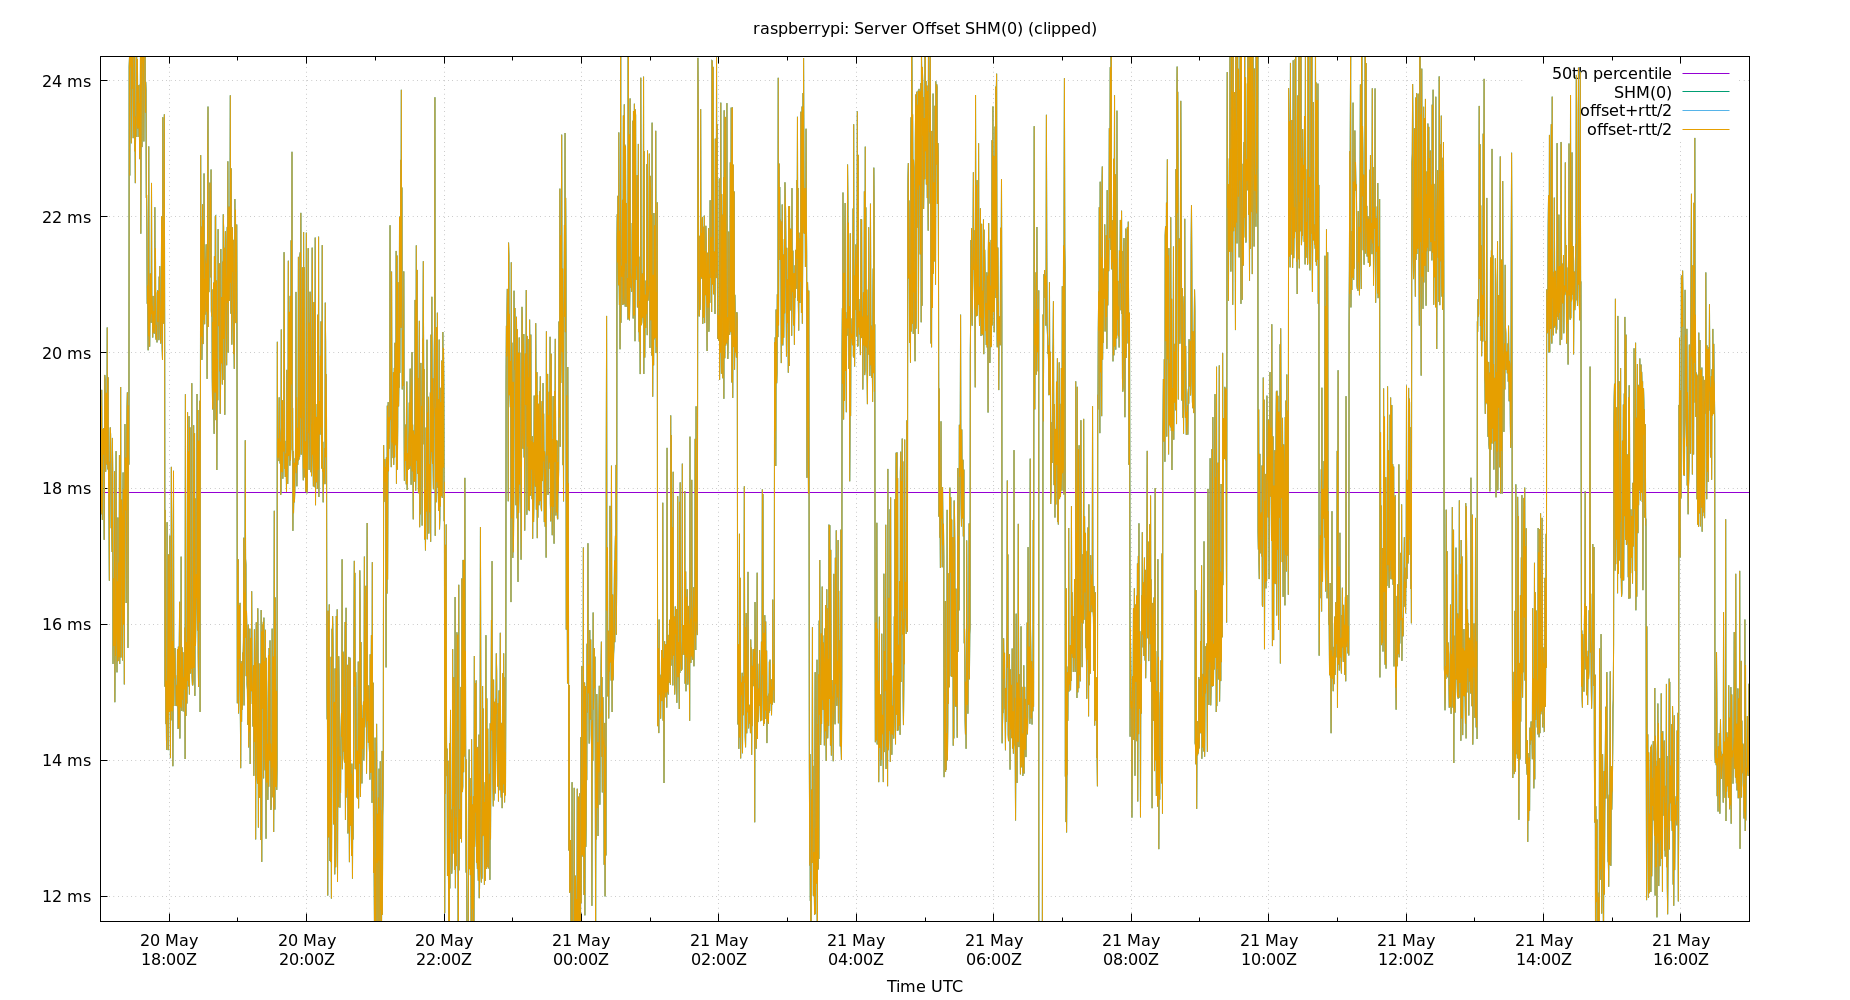 raspberrypi: Server Offset SHM(0) (clipped)
24 ms
22 ms
20 ms
18 ms
16 ms
14 ms
12 ms
50th percentile
SHM(0)
offset+rtt/2
offset-rtt/2
20 May 20 May 20 May 21 May 21 May 21 May 21 May 21 May 21 May 21 May 21 May 21 May
18:00Z 20:00Z 22:00Z 00:00Z 02:00Z 04:00Z 06:00Z 08:00Z 10:00Z 12:00Z 14:00Z 16:00Z
Time UTC